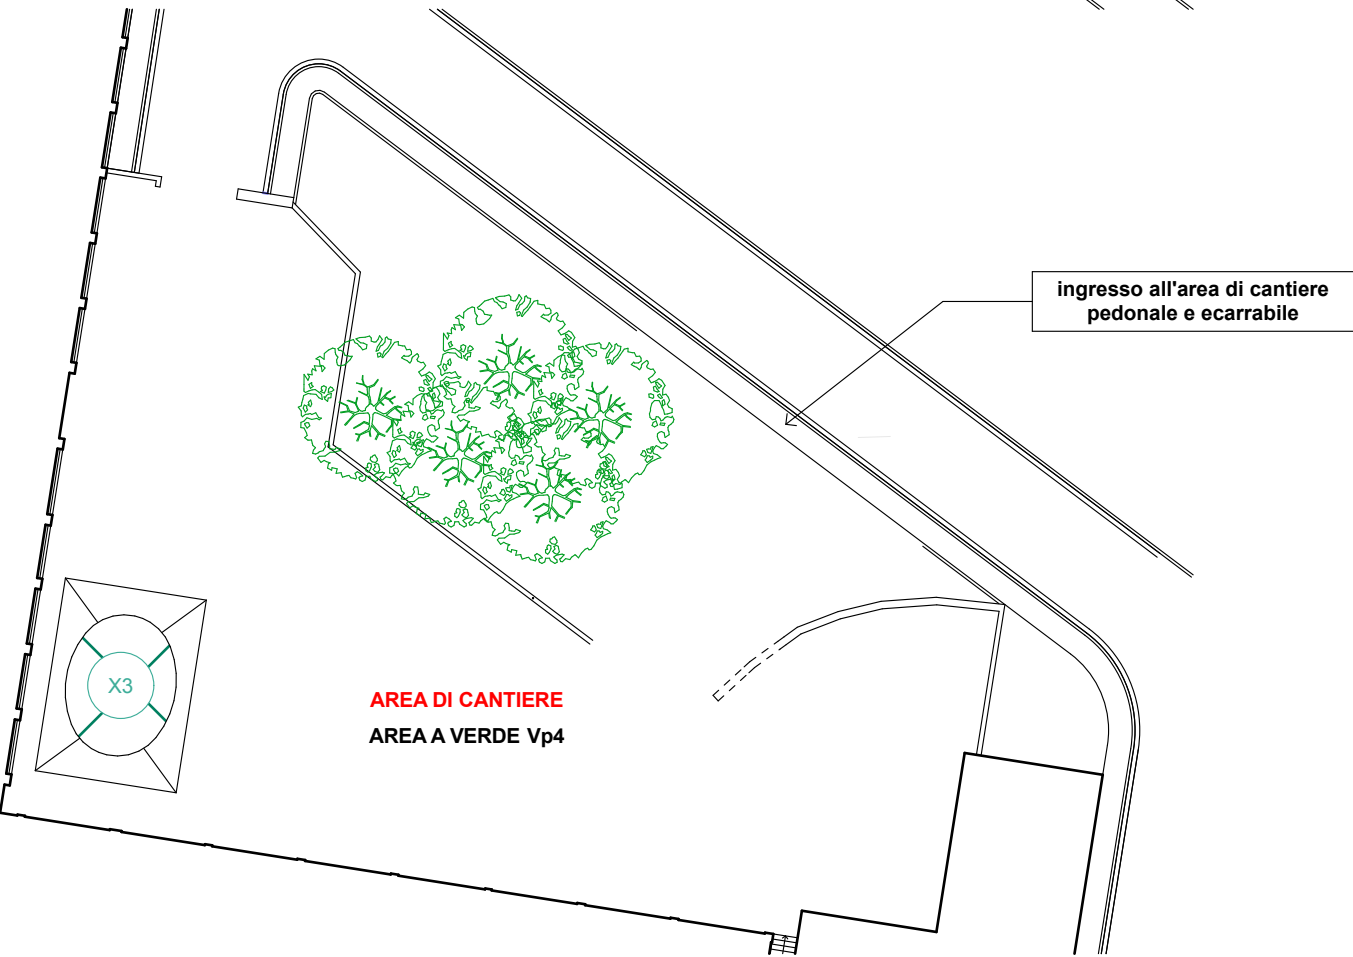 ingresso all'area di cantiere
pedonale e ecarrabile
X3
AREA DI CANTIERE
AREA A VERDE Vp4